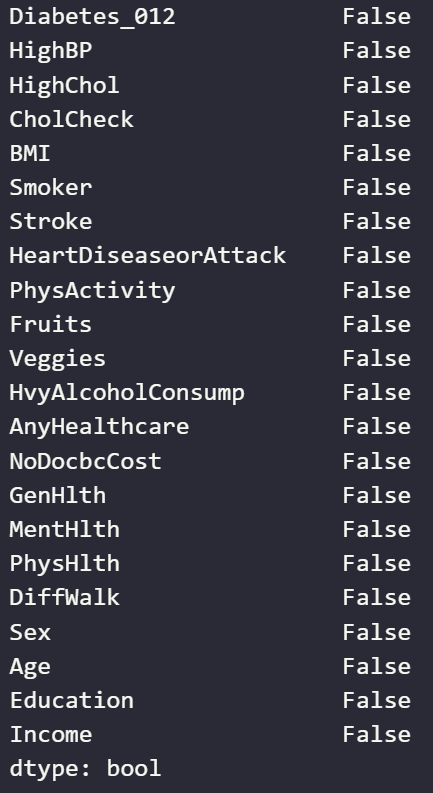 Diabetes_012 False
HighBP False
HighChol False
CholCheck False
BMI False
Smoker False
Stroke False
HeartDiseaseorAttack False
PhysActivity False
Fruits False
Veggies False
HvyAlcoholConsump False
AnyHealthcare False
NoDocbcCost False
GenHlth False
MentHlth False
PhysHlth False
DiffWalk False
Sex False
Age False
Education False
Income False
dtype: bool